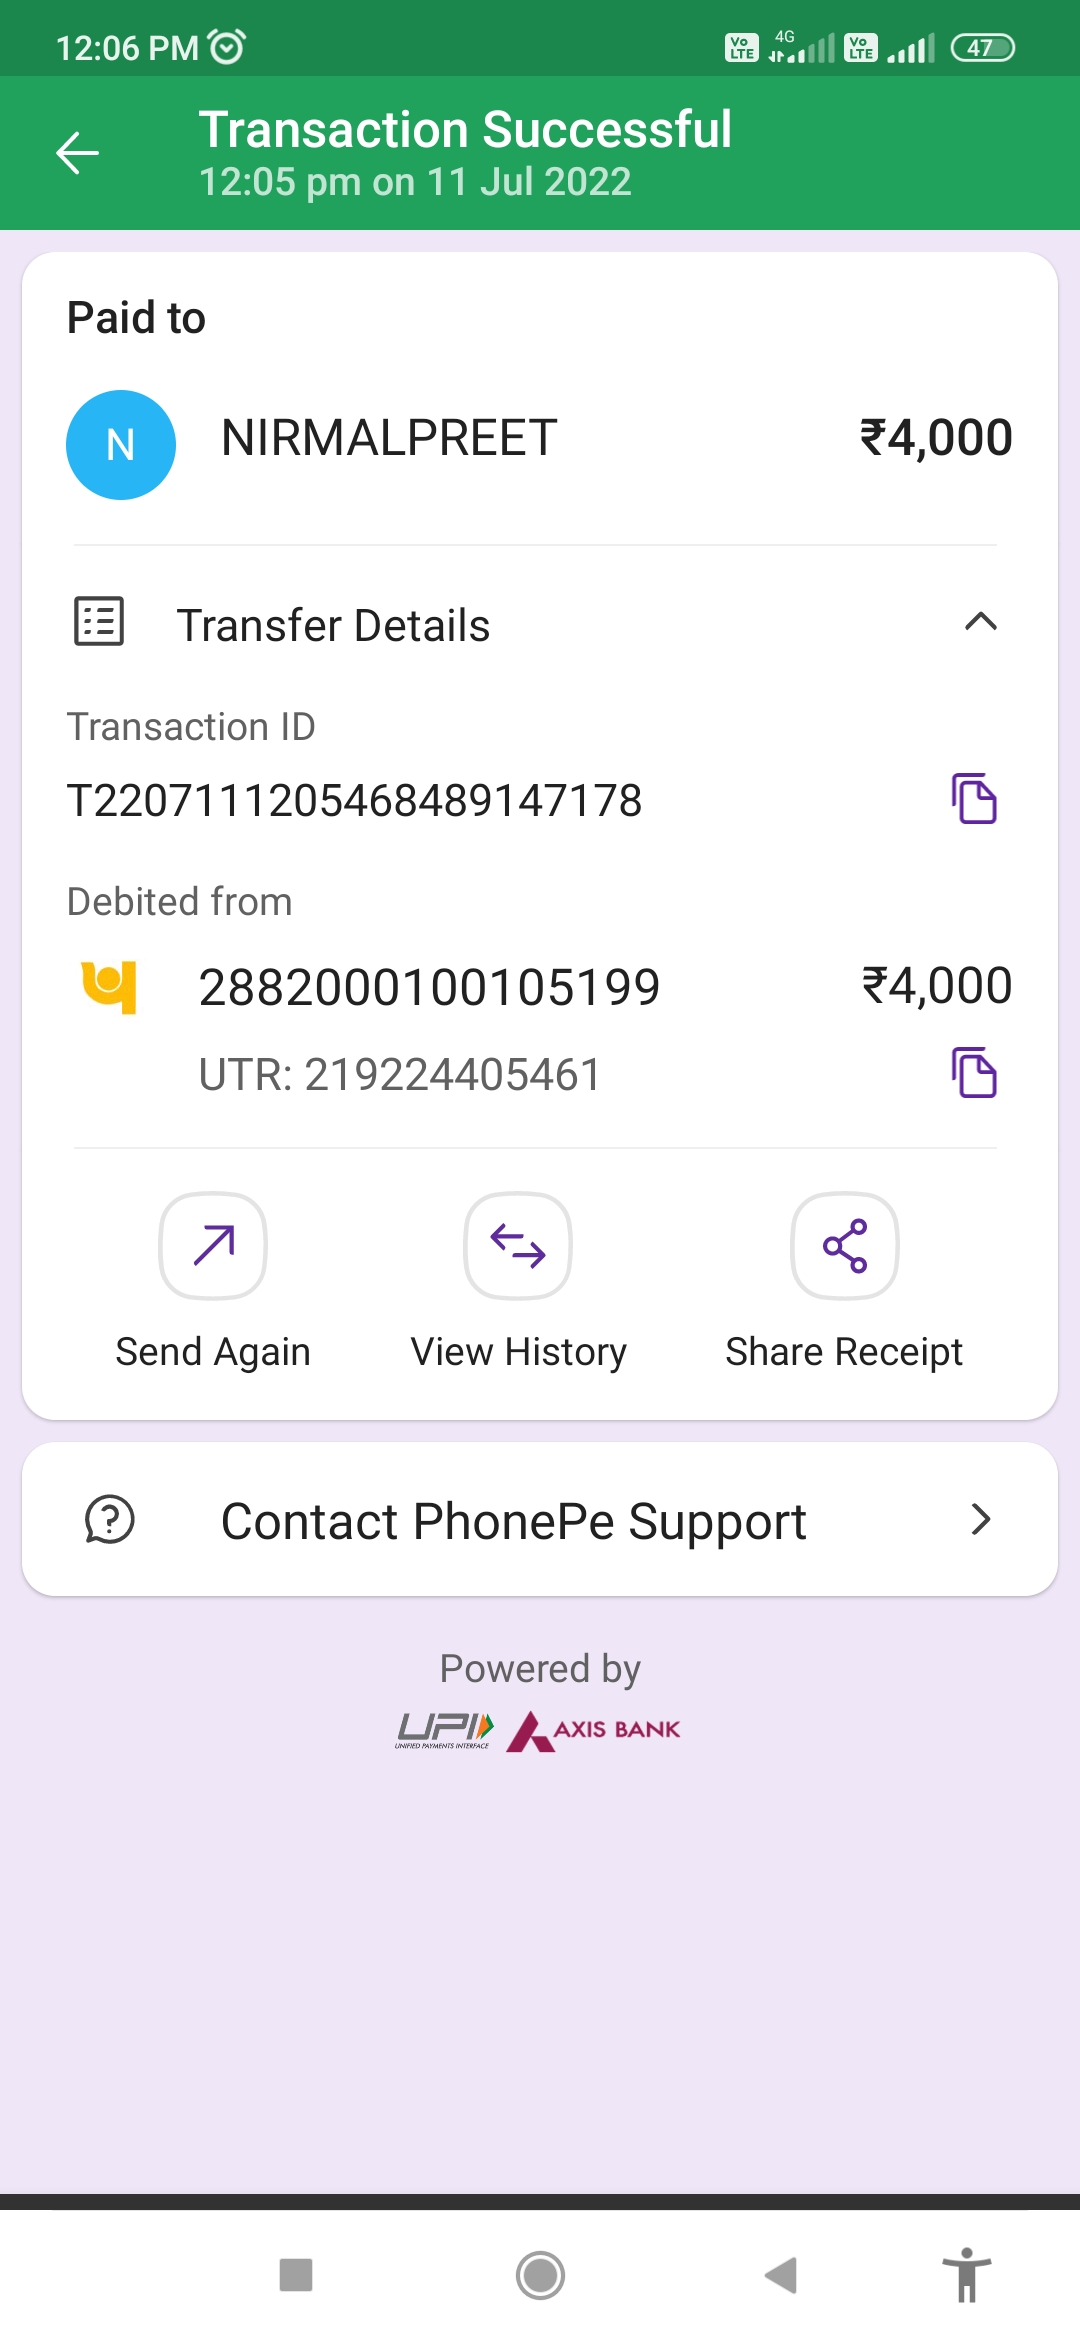 12:06 PM
Vo LTE 4G Vo LTE 47
Transaction Successful
12:05 pm on 11 Jul 2022
Paid to
N NIRMALPREET ₹4,000
Transfer Details
Transaction ID
T2207111205468489147178
Debited from
2882000100105199 ₹4,000
UTR: 219224405461
Send Again View History Share Receipt
Contact PhonePe Support
Powered by
UPI AXIS BANK
UNIFIED PAYMENTS INTERFACE